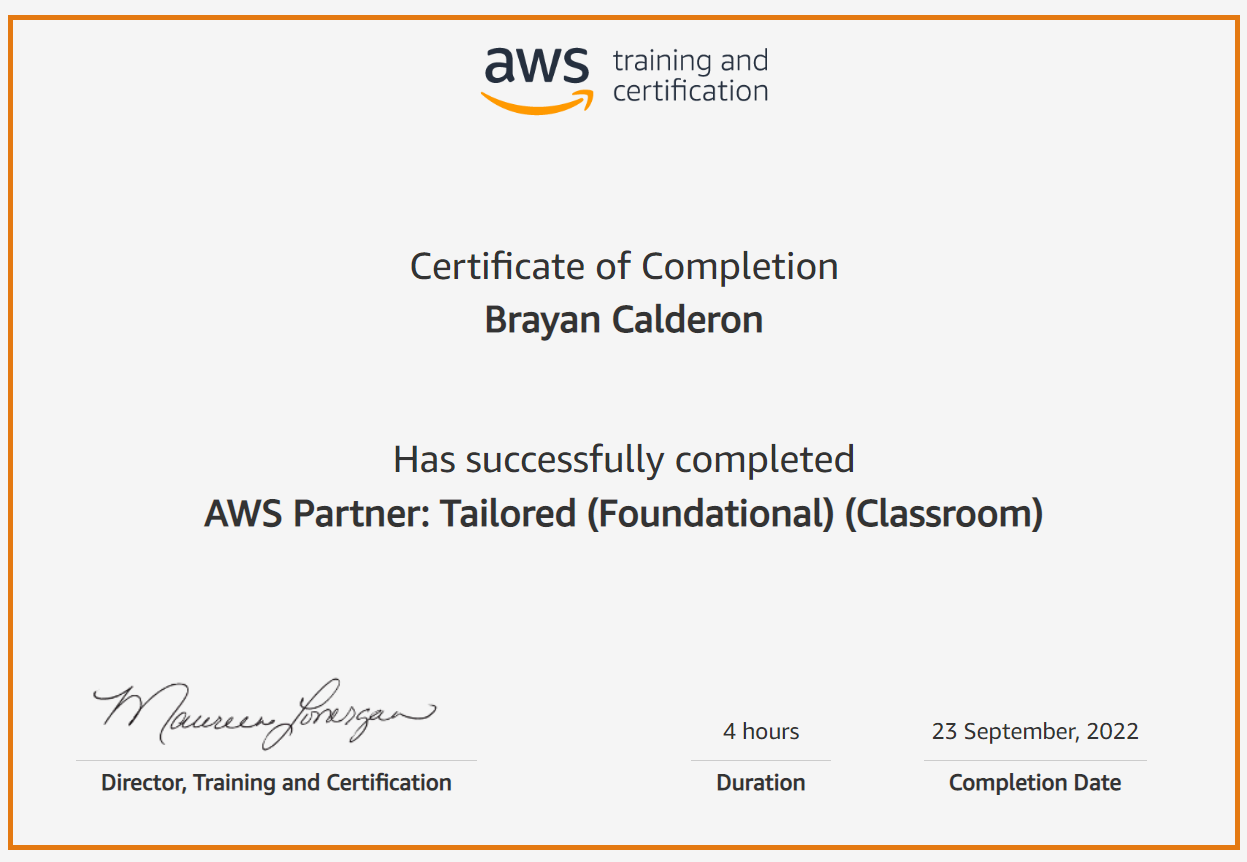 aws training and
certification
Certificate of Completion
Brayan Calderon
Has successfully completed
AWS Partner: Tailored (Foundational) (Classroom)
Maureen Lonergan
4 hours
23 September, 2022
Director, Training and Certification
Duration
Completion Date